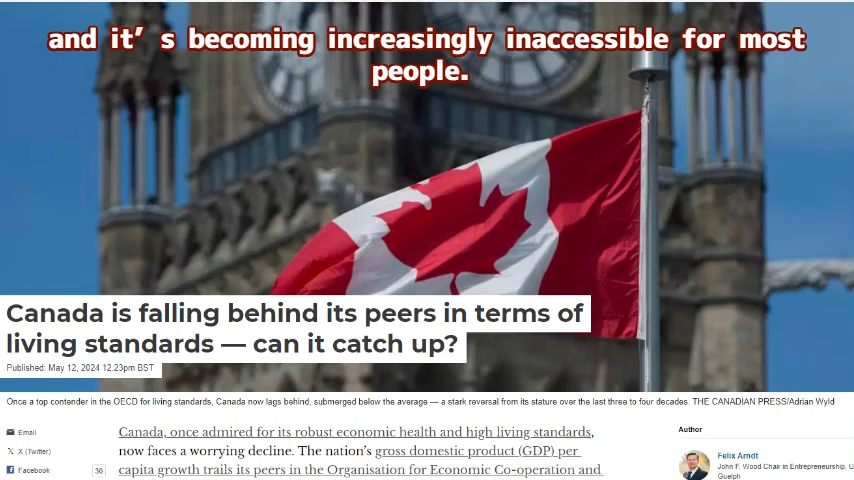 and it’s becoming increasingly inaccessible for most
people.
Canada is falling behind its peers in terms of
living standards — can it catch up?
Published: May 12, 2024 12.23pm BST
Once a top contender in the OECD for living standards, Canada now lags behind, submerged below the average — a stark reversal from its stature over the last three to four decades. THE CANADIAN PRESS/Adrian Wyld
Email
X (Twitter)
Facebook
30
Canada, once admired for its robust economic health and high living standards,
now faces a worrying decline. The nation’s gross domestic product (GDP) per
capita growth trails its peers in the Organisation for Economic Co-operation and
Author
Felix Arndt
John F. Wood Chair in Entrepreneurship, U
Guelph